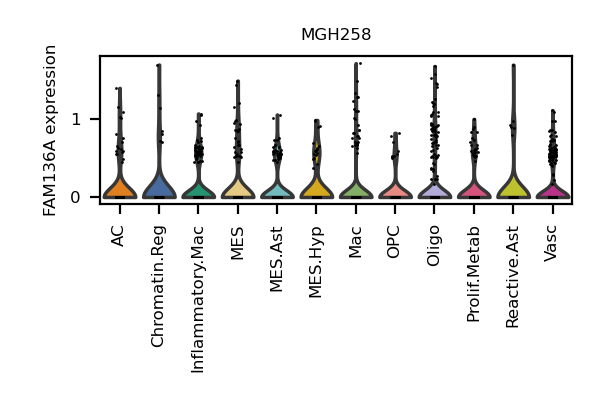 MGH258
FAM136A expression
1
0
AC
Chromatin.Reg
Inflammatory.Mac
MES
MES.Ast
MES.Hyp
Mac
OPC
Oligo
Prolif.Metab
Reactive.Ast
Vasc